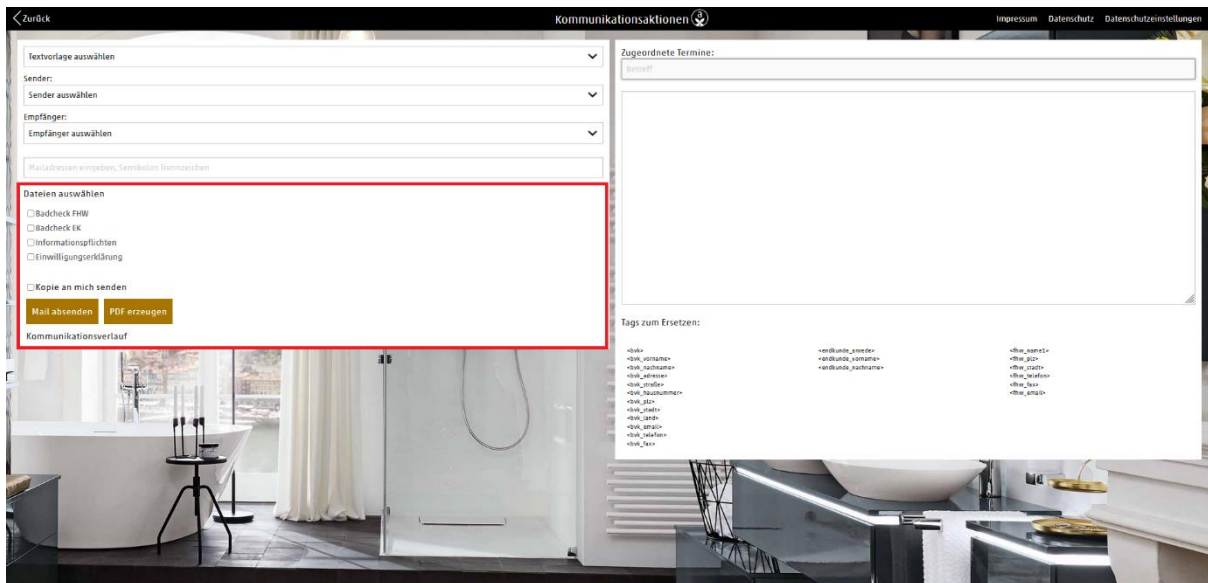 Zurück
Kommunikationsaktionen
Impressum Datenschutz Datenschutzeinstellungen
Textvorlage auswählen
Sender:
Sender auswählen
Empfänger:
Empfänger auswählen
Mailadressen eingeben, Semikolon Trennzeichen
Dateien auswählen
Badcheck FHW
Badcheck EK
Informationspflichten
Einwilligungserklärung
Kopie an mich senden
Mail absenden PDF erzeugen
Kommunikationsverlauf
Zugeordnete Termine:
Betreff
Tags zum Ersetzen:
<bvk>
<bvk_vorname>
<bvk_nachname>
<bvk_adresse>
<bvk_straße>
<bvk_hausnummer>
<bvk_plz>
<bvk_stadt>
<bvk_land>
<bvk_email>
<bvk_telefon>
<bvk_fax>
<endkunde_anrede>
<endkunde_vorname>
<endkunde_nachname>
<fhw_name1>
<fhw_plz>
<fhw_stadt>
<fhw_telefon>
<fhw_fax>
<fhw_email>